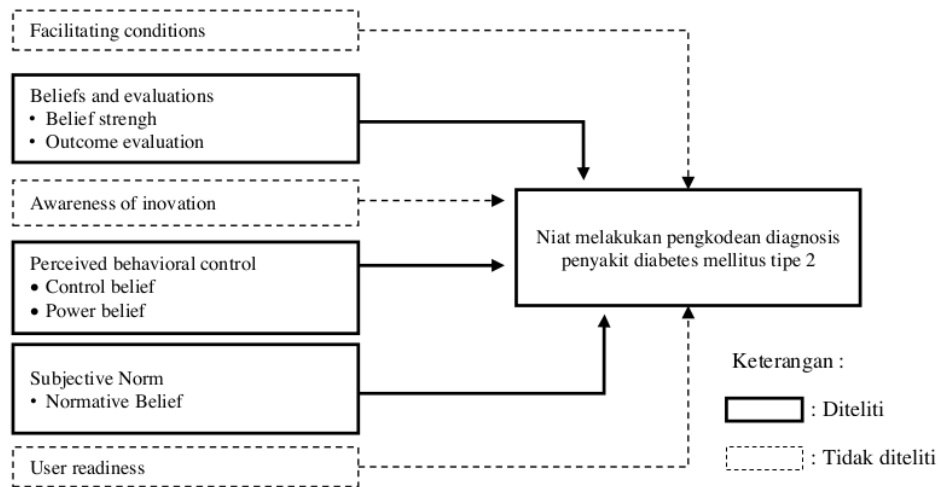 Facilitating conditions
Beliefs and evaluations
• Belief strengh
• Outcome evaluation
Awareness of inovation
Perceived behavioral control
• Control belief
• Power belief
Subjective Norm
• Normative Belief
User readiness
Niat melakukan pengkodean diagnosis
penyakit diabetes mellitus tipe 2
Keterangan :
: Diteliti
: Tidak diteliti